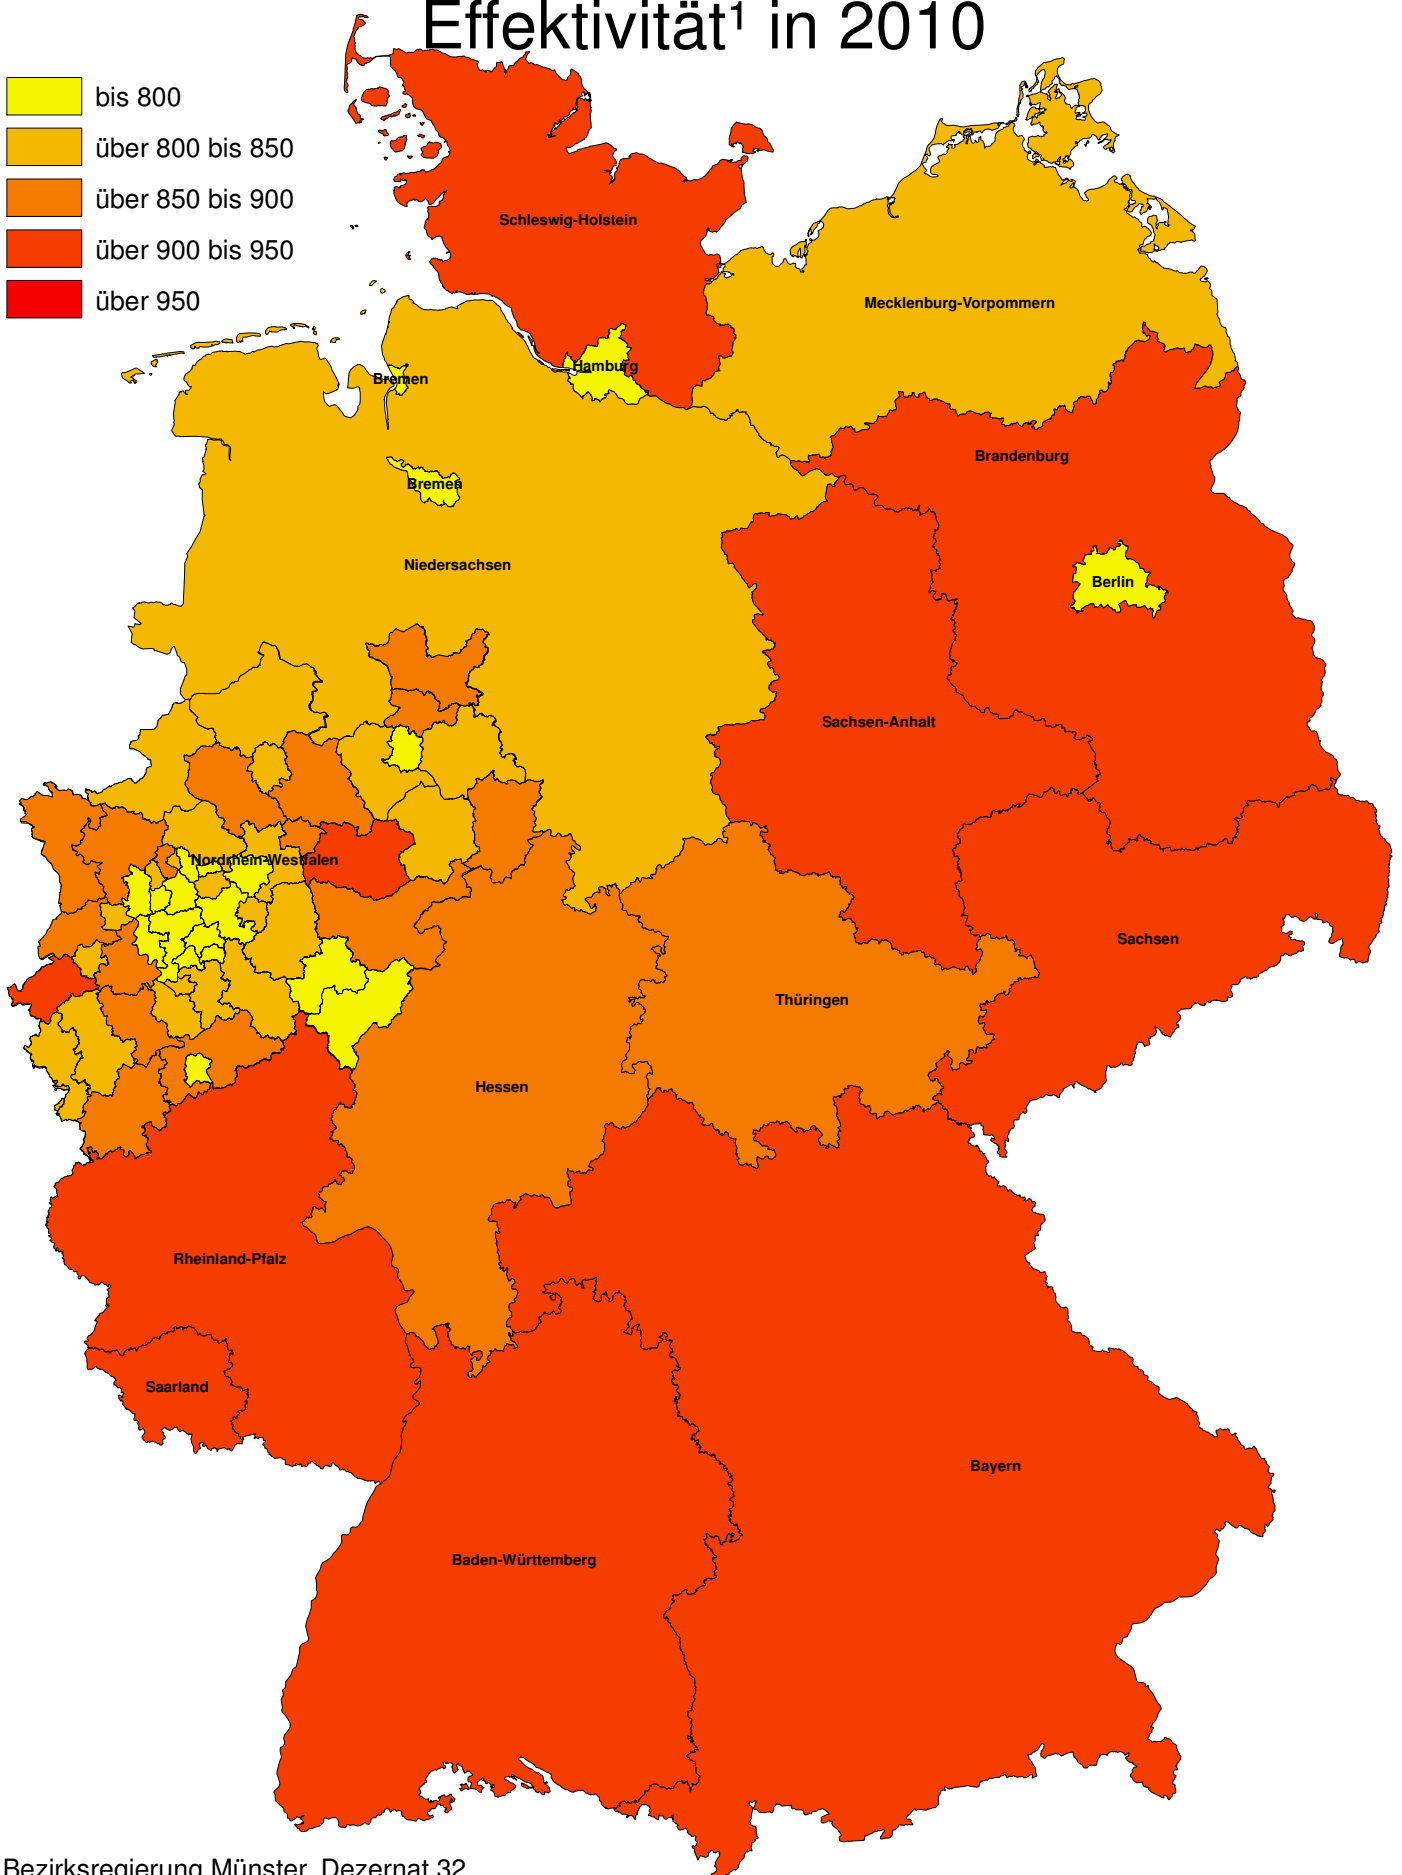 Effektivität¹ in 2010
bis 800
über 800 bis 850
über 850 bis 900
über 900 bis 950
über 950
Schleswig-Holstein
Mecklenburg-Vorpommern
Hamburg
Bremen
Brandenburg
Bremen
Niedersachsen
Berlin
Sachsen-Anhalt
Nordrhein-Westfalen
Sachsen
Thüringen
Hessen
Rheinland-Pfalz
Saarland
Bayern
Baden-Württemberg
Bezirksregierung Münster, Dezernat 32